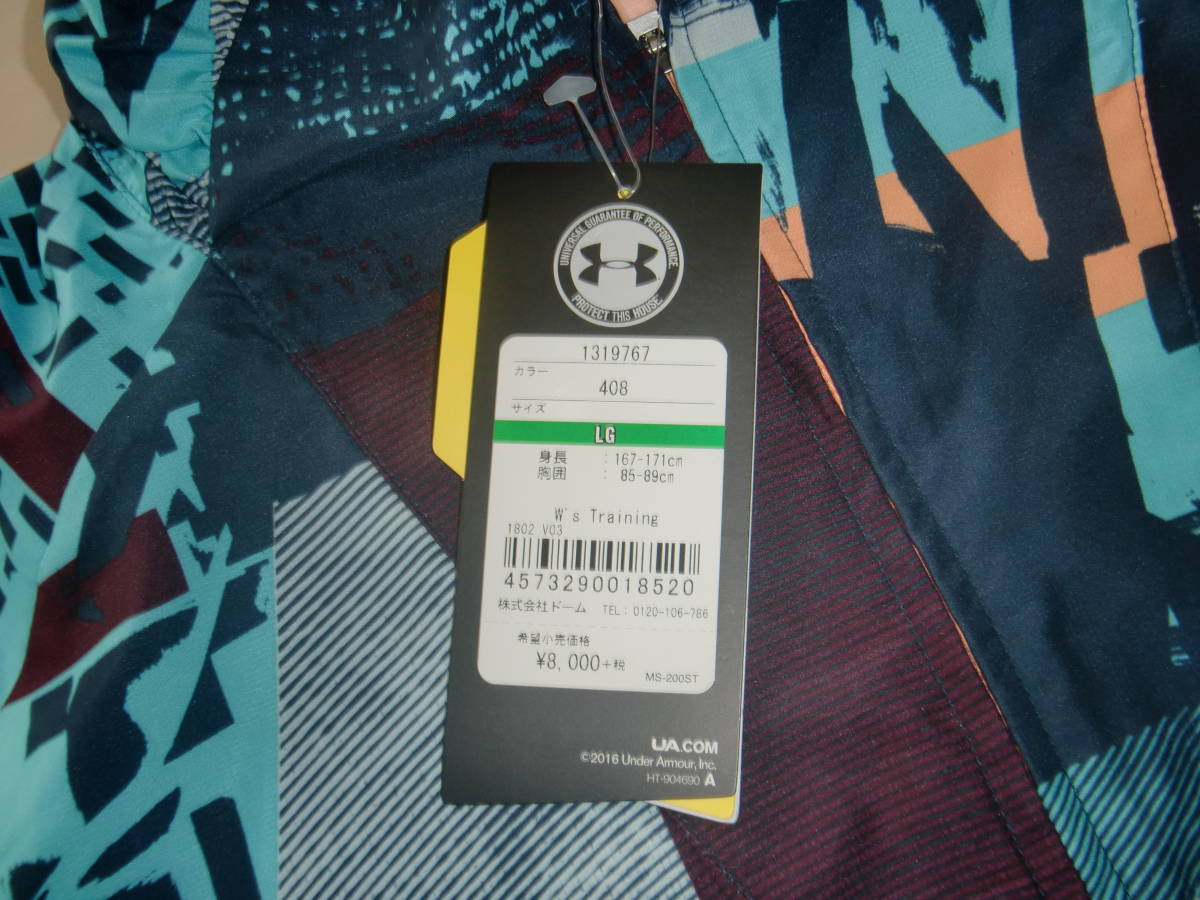 UNIVERSAL GUARANTEE OF PERFORMANCE
PROTECT THIS HOUSE
1319767
カラー
408
サイズ
LG
身長 : 167-171cm
胸囲 : 85-89cm
W's Training
1802 V03
4573290018520
株式会社ドーム TEL: 0120-106-786
希望小売価格
¥8,000+税
MS-200ST
UA.COM
©2016 Under Armour, Inc.
HT-904690 A